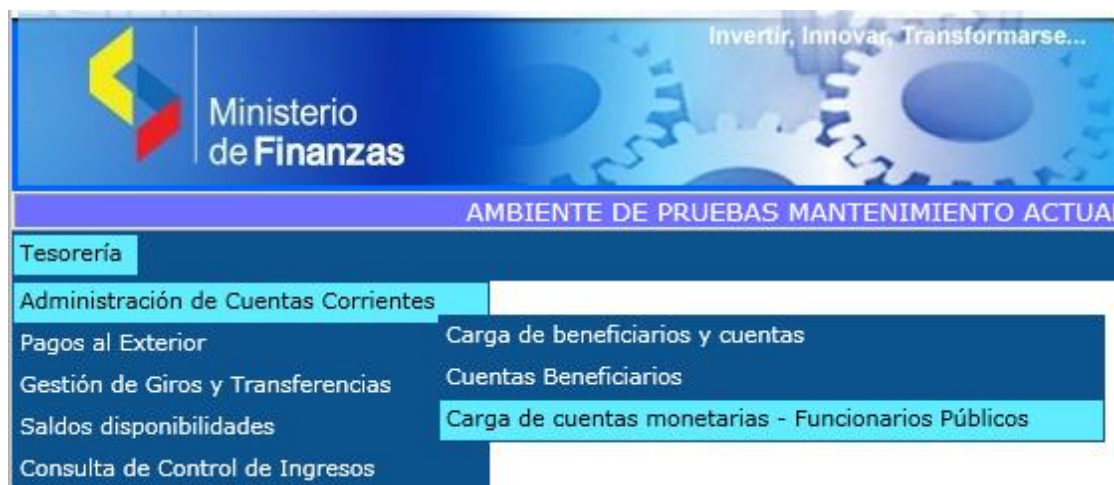 Invertir, Innovar, Transformarse...
Ministerio
de Finanzas
AMBIENTE DE PRUEBAS MANTENIMIENTO ACTUA
Tesorería
Administración de Cuentas Corrientes
Pagos al Exterior
Gestión de Giros y Transferencias
Saldos disponibilidades
Consulta de Control de Ingresos
Carga de beneficiarios y cuentas
Cuentas Beneficiarios
Carga de cuentas monetarias - Funcionarios Públicos